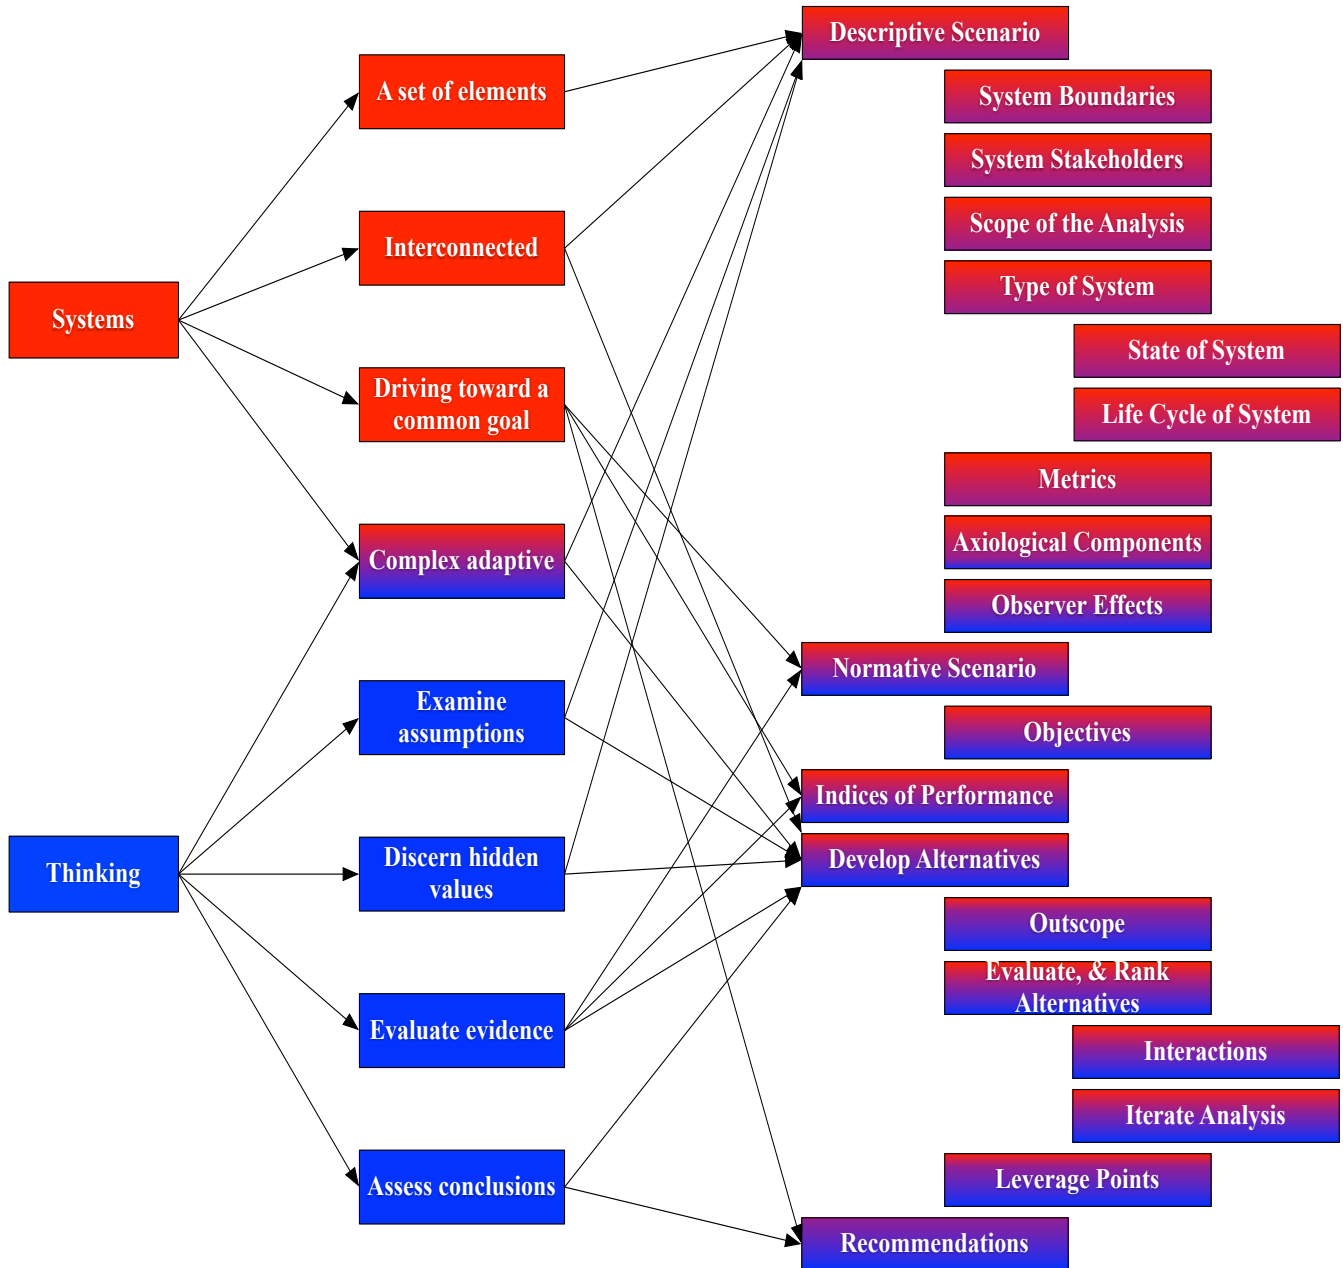 Systems
Thinking
A set of elements
Interconnected
Driving toward a
common goal
Complex adaptive
Examine
assumptions
Discern hidden
values
Evaluate evidence
Assess conclusions
Descriptive Scenario
System Boundaries
System Stakeholders
Scope of the Analysis
Type of System
State of System
Life Cycle of System
Metrics
Axiological Components
Observer Effects
Normative Scenario
Objectives
Indices of Performance
Develop Alternatives
Outscope
Evaluate, & Rank
Alternatives
Interactions
Iterate Analysis
Leverage Points
Recommendations